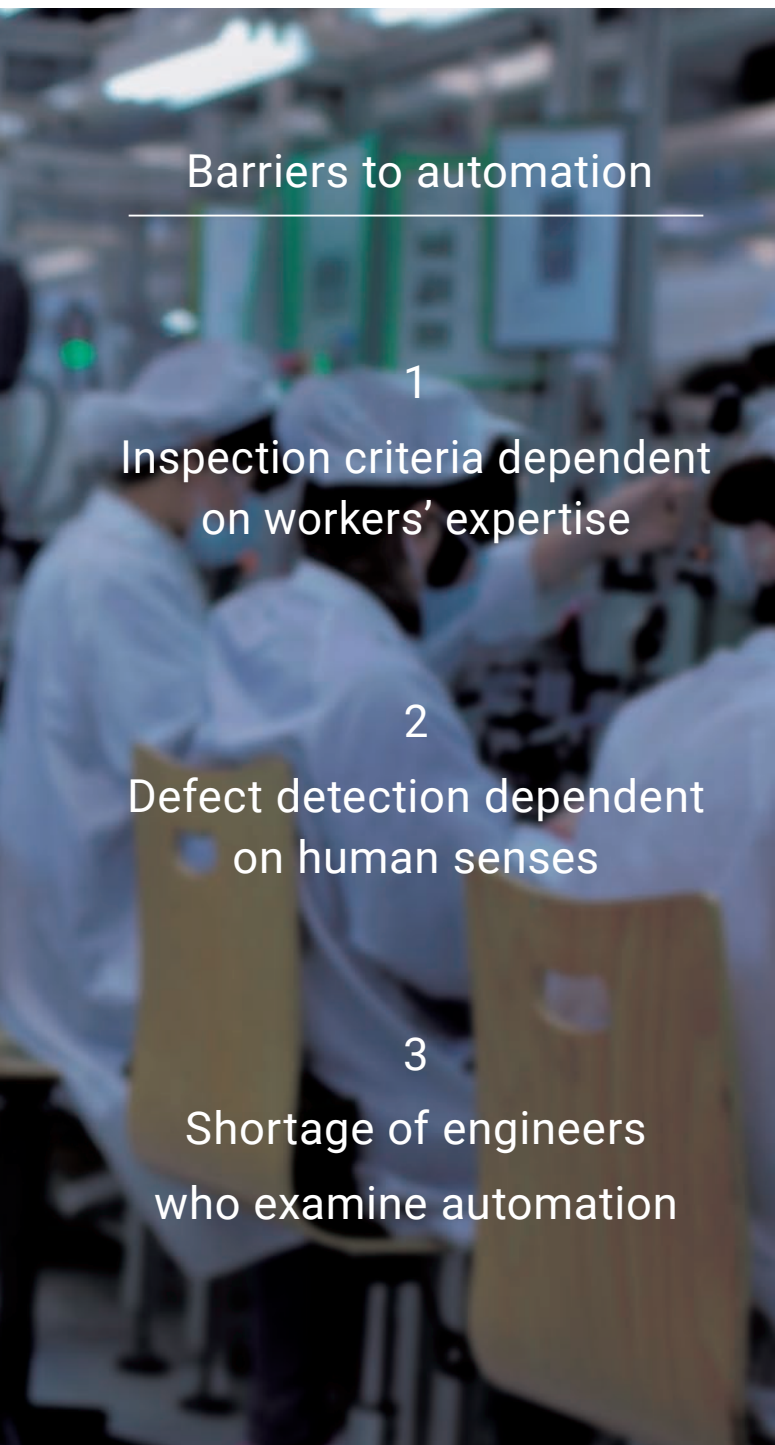 Barriers to automation
1
Inspection criteria dependent
on workers’ expertise
2
Defect detection dependent
on human senses
3
Shortage of engineers
who examine automation